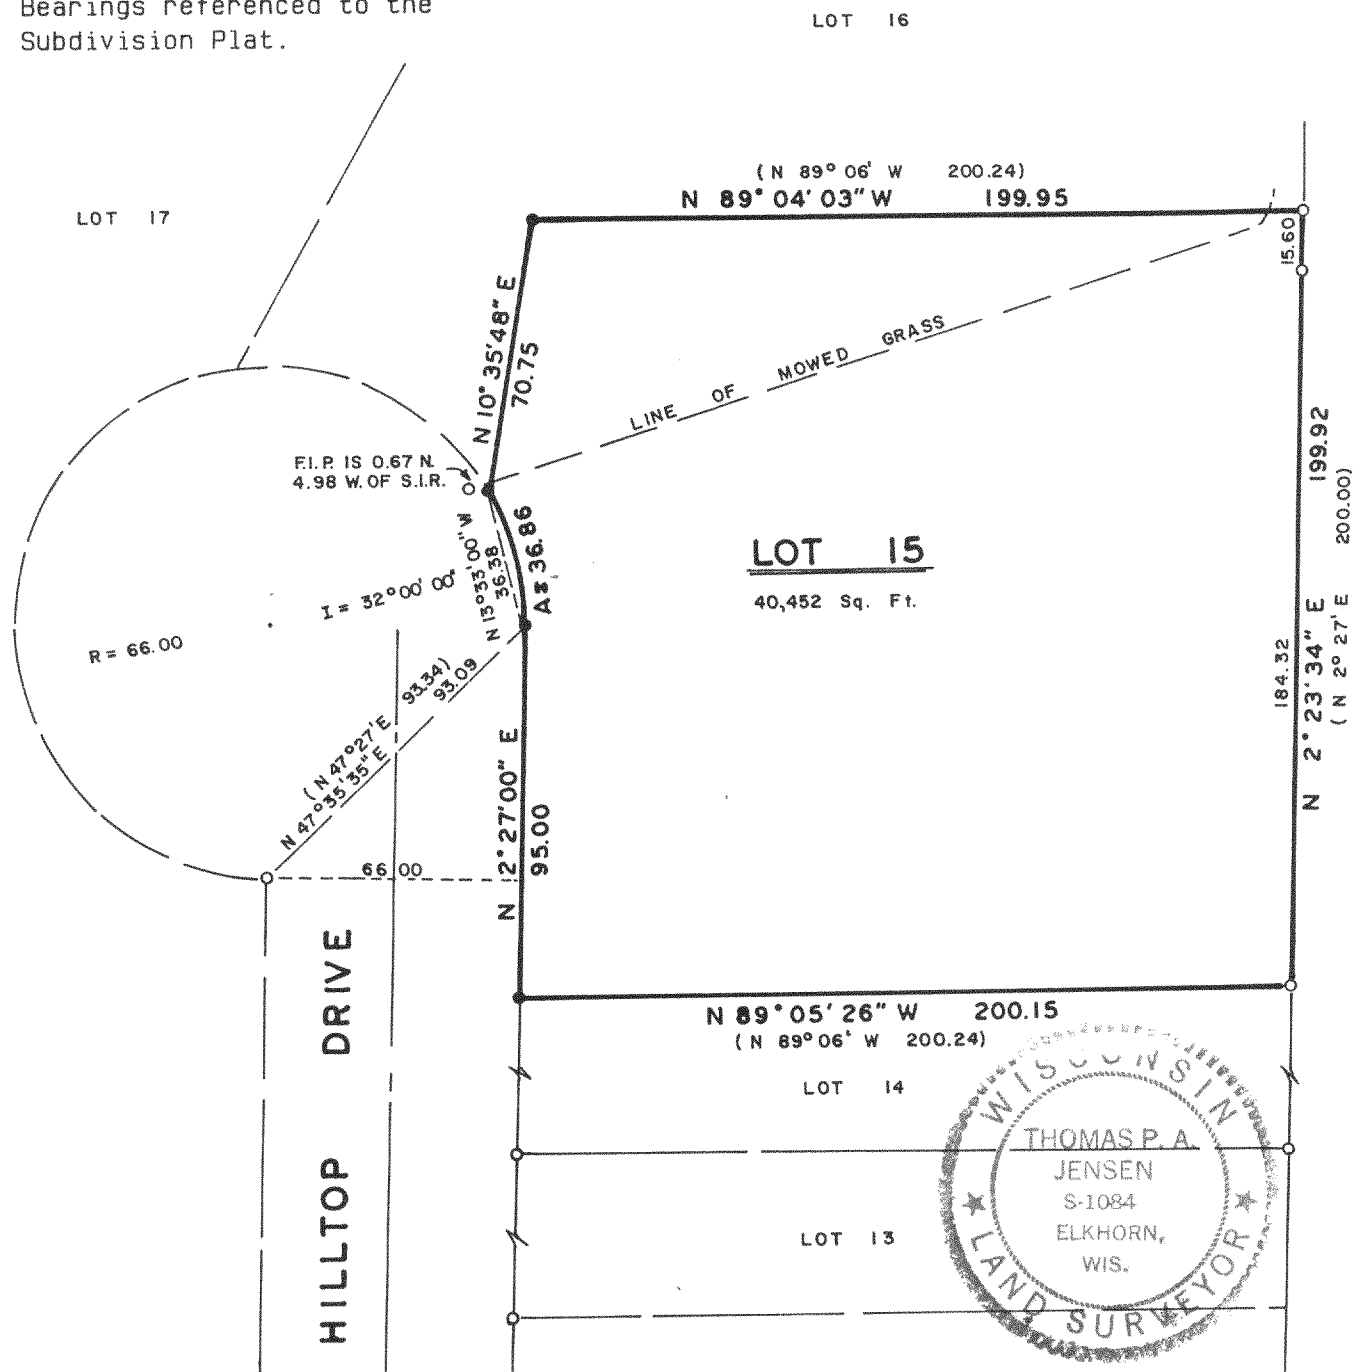 Bearings referenced to the
Subdivision Plat.
LOT 16
LOT 17
(N 89° 06' W 200.24)
N 89° 04' 03" W 199.95
15.60
N 10° 35' 48" E
70.75
LINE OF MOWED GRASS
F.I.P. IS 0.67 N.
4.98 W. OF S.I.R.
N 13° 33' 00" W
36.38
A = 36.86
I = 32° 00' 00"
R = 66.00
LOT 15
40,452 Sq. Ft.
199.92
N 2° 23' 34" E
200.00)
(N 2° 27' E
184.32
(N 47° 27' E 93.34)
N 47° 35' 35" E 93.09
66.00
N 2° 27' 00" E
95.00
HILLTOP DRIVE
N 89° 05' 26" W 200.15
(N 89° 06' W 200.24)
LOT 14
LOT 13
WISCONSIN
THOMAS P. A.
JENSEN
S-1084
ELKHORN,
WIS.
★ LAND SURVEYOR ★